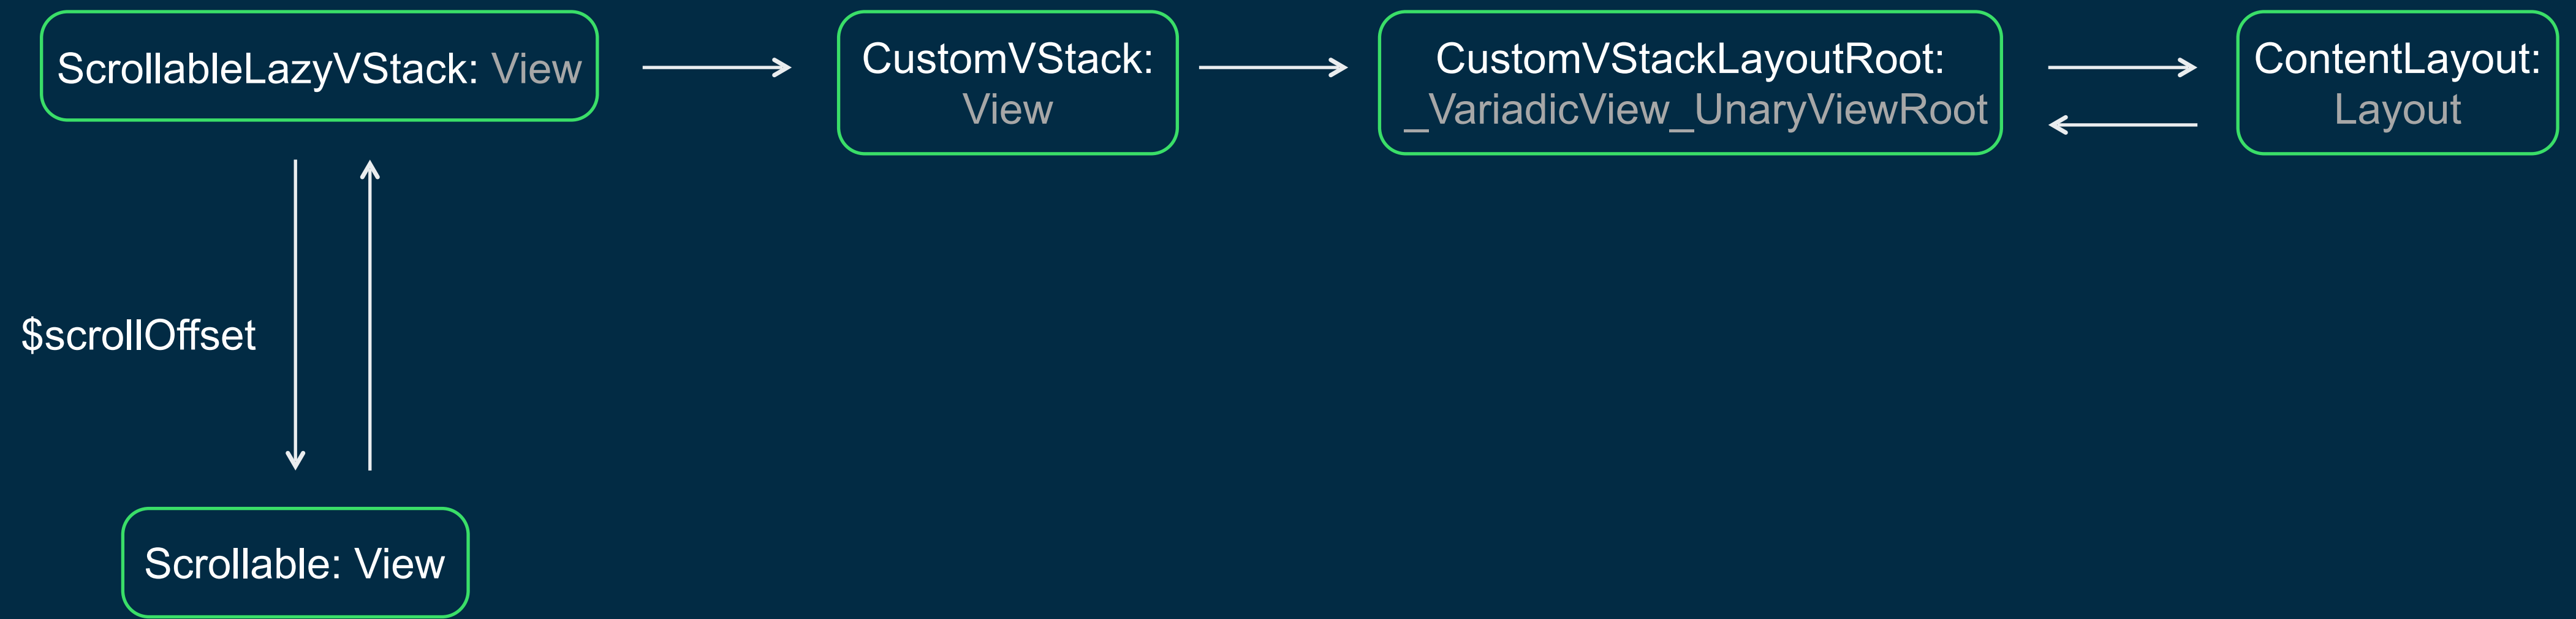 ScrollableLazyVStack: View
CustomVStack:
View
CustomVStackLayoutRoot:
_VariadicView_UnaryViewRoot
ContentLayout:
Layout
$scrollOffset
Scrollable: View